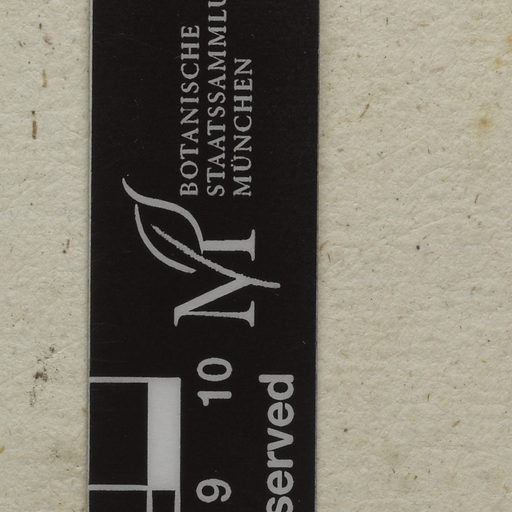 BOTANISCHE
STAATSSAMMLU
MÜNCHEN
M
9 10
served